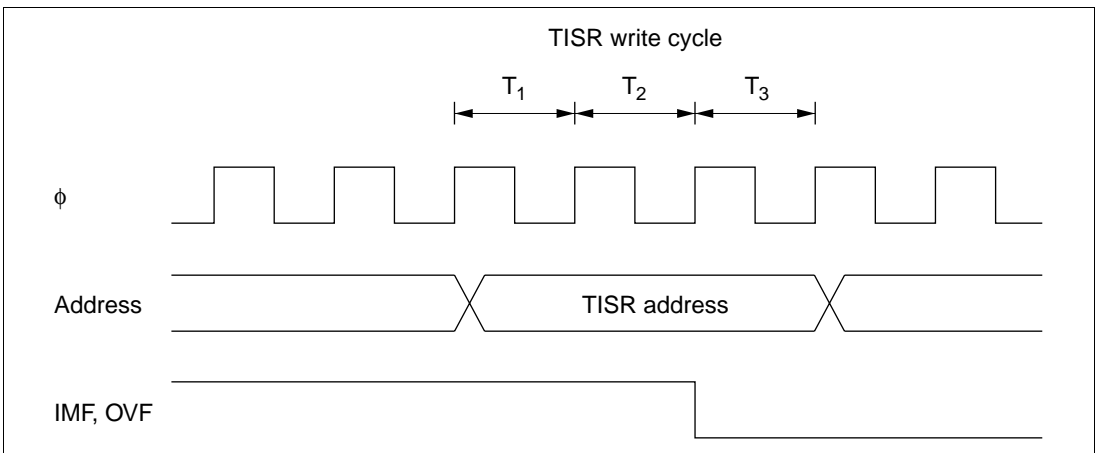 TISR write cycle
T1 T2 T3
ϕ
Address TISR address
IMF, OVF